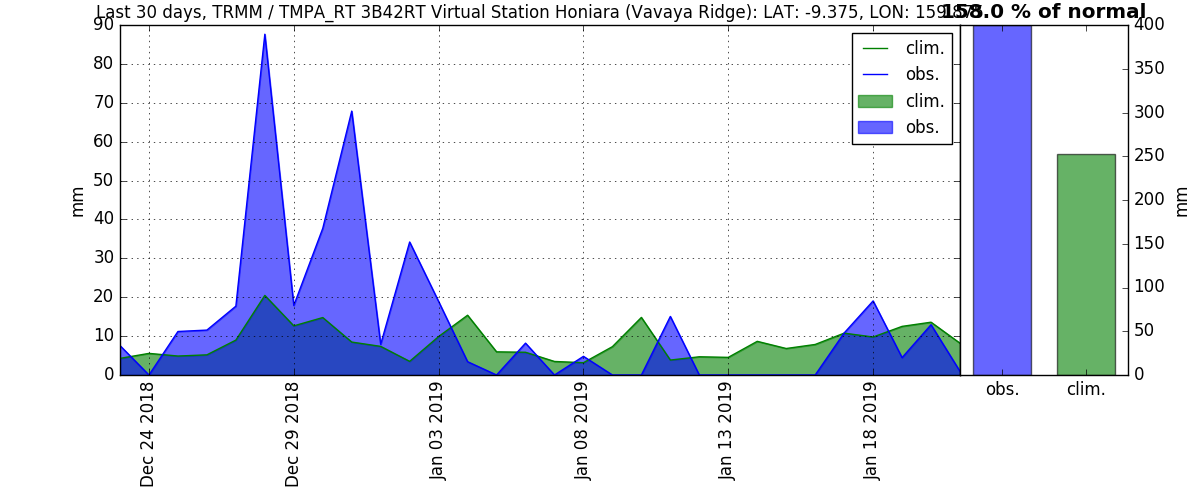 Last 30 days, TRMM / TMPA_RT 3B42RT Virtual Station Honiara (Vavaya Ridge): LAT: -9.375, LON:
158.0 % of normal
90
80
70
60
50
40
30
20
10
0
mm
clim.
obs.
clim.
obs.
400
350
300
250
200
150
100
50
0
mm
Dec 24 2018
Dec 29 2018
Jan 03 2019
Jan 08 2019
Jan 13 2019
Jan 18 2019
obs.
clim.